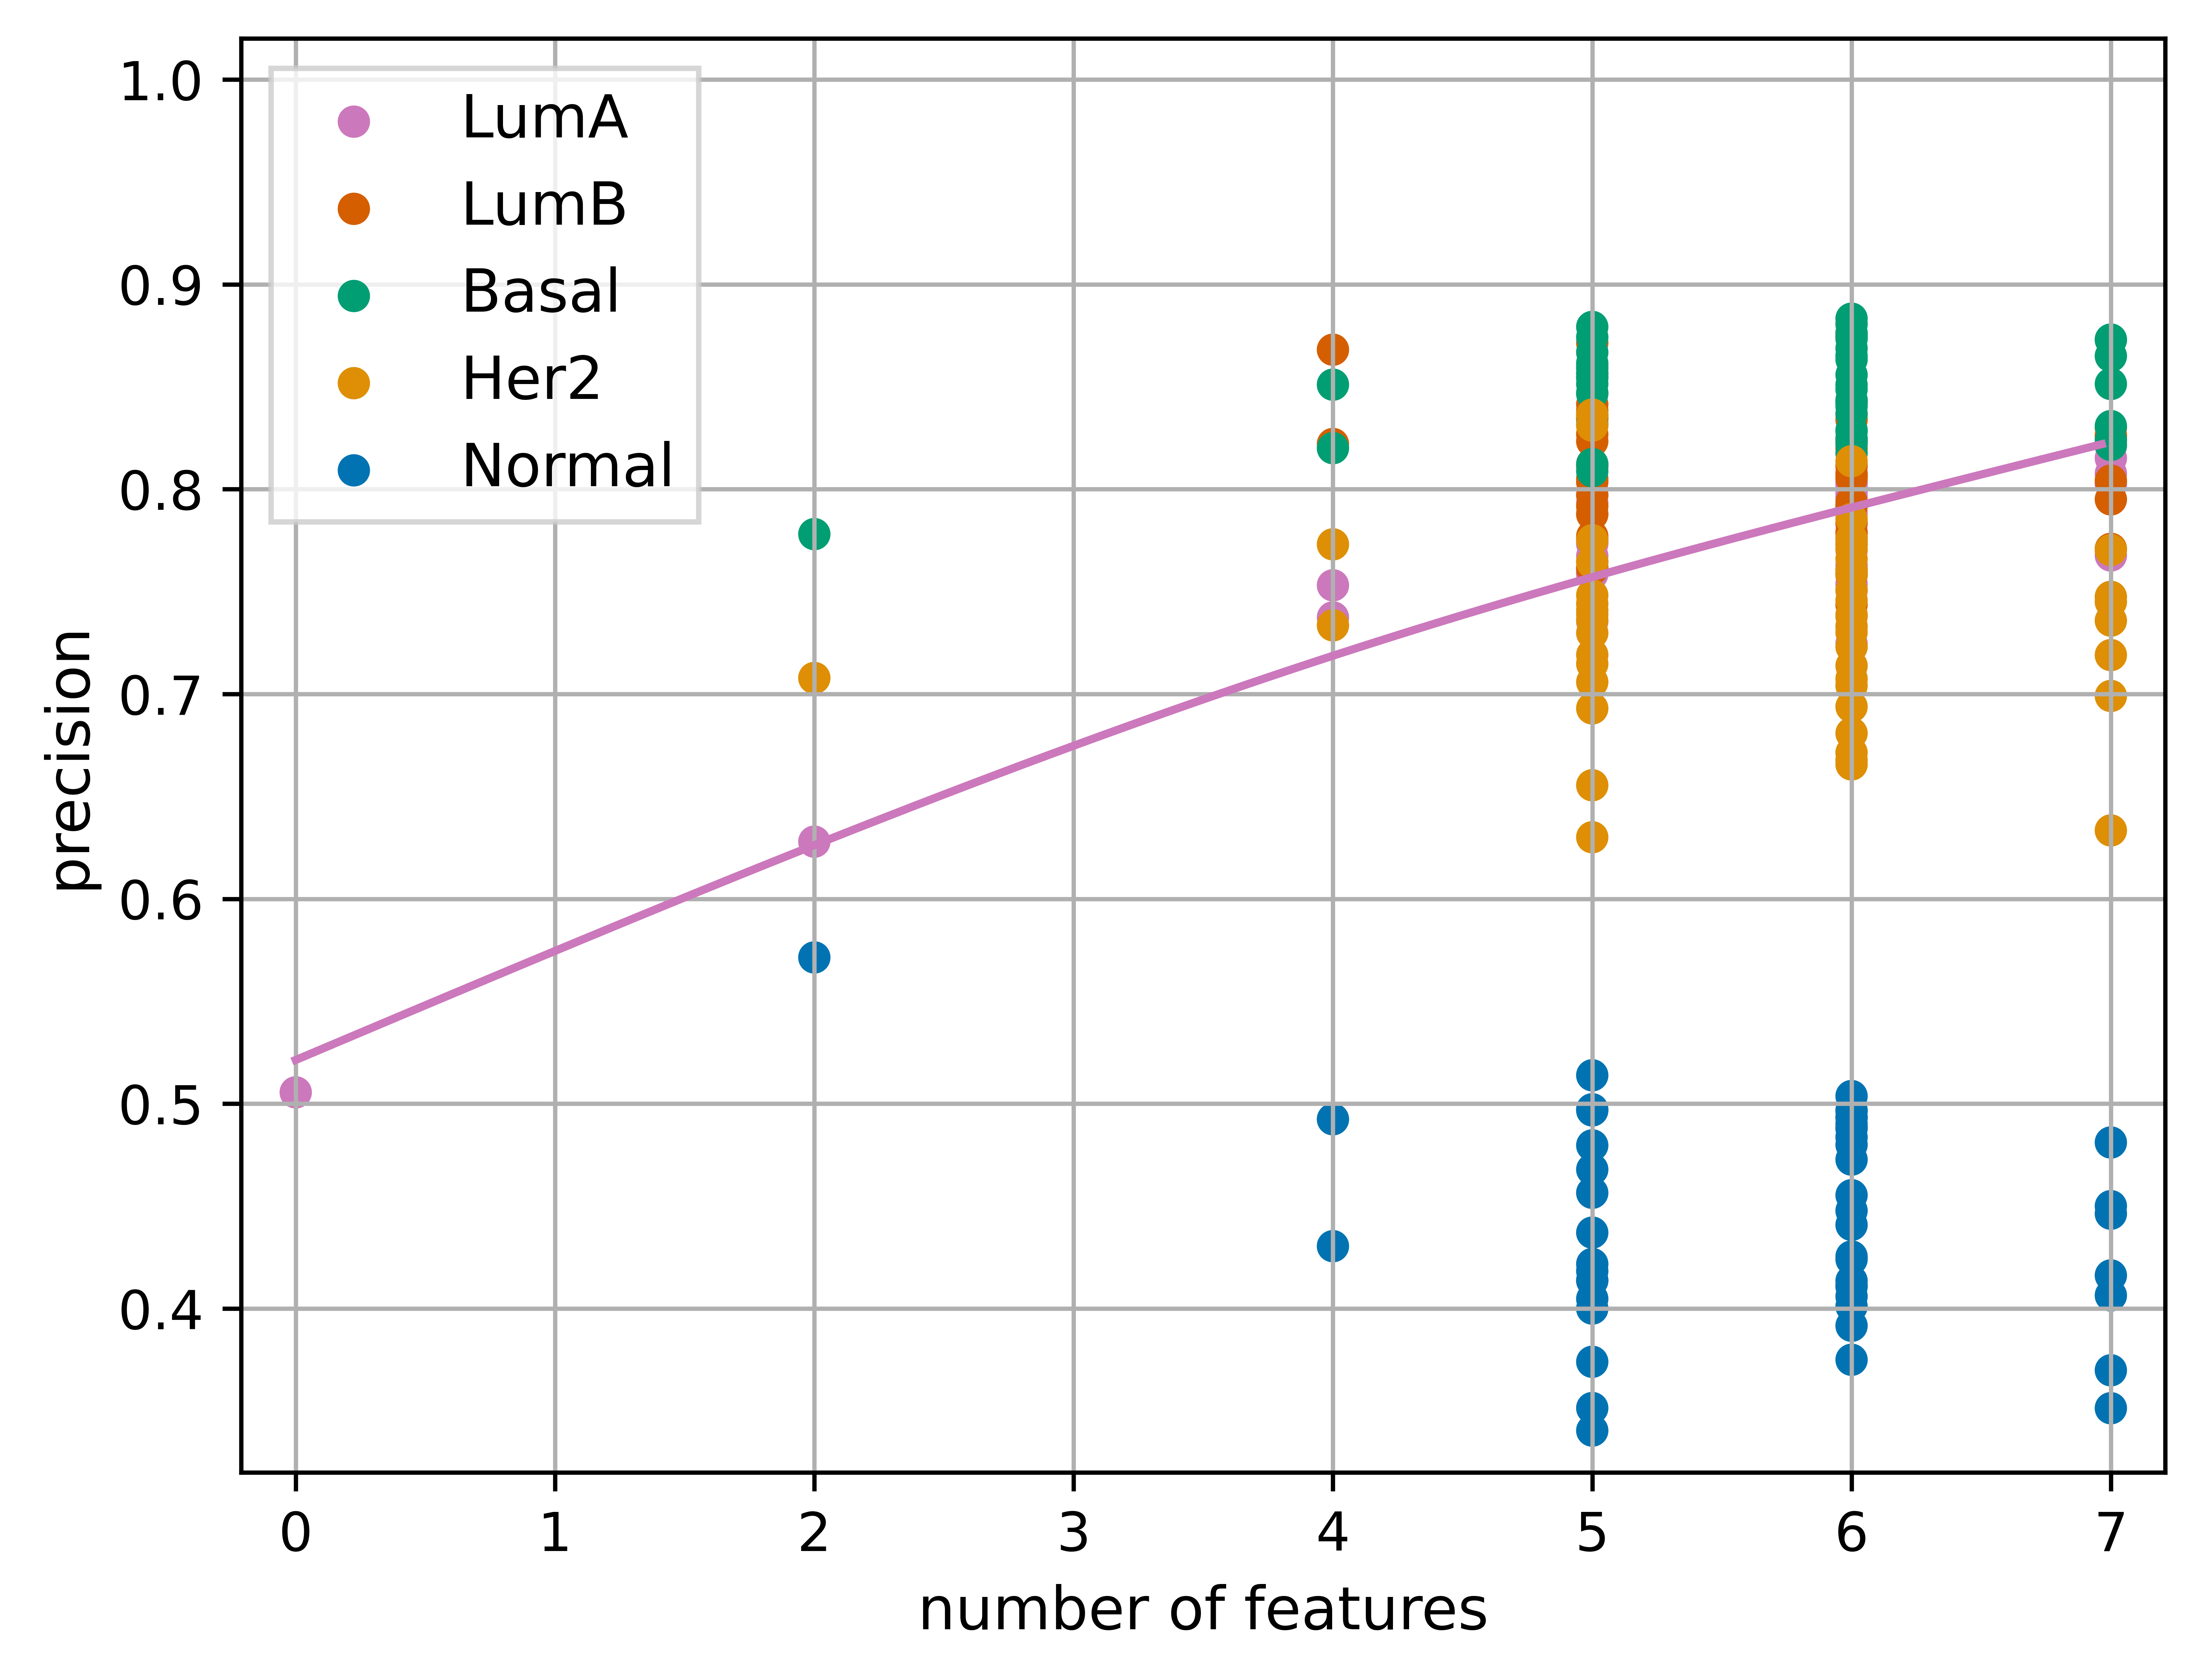 1.0
0.9
0.8
0.7
0.6
0.5
0.4
precision
LumA
LumB
Basal
Her2
Normal
0 1 2 3 4 5 6 7
number of features